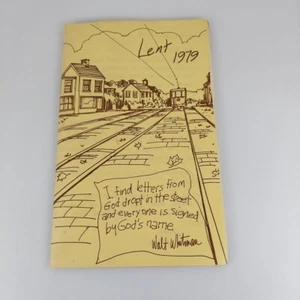 Lent
1979
I find letters from
God dropt in the street
and every one is signed
by God's name
Walt Whitman